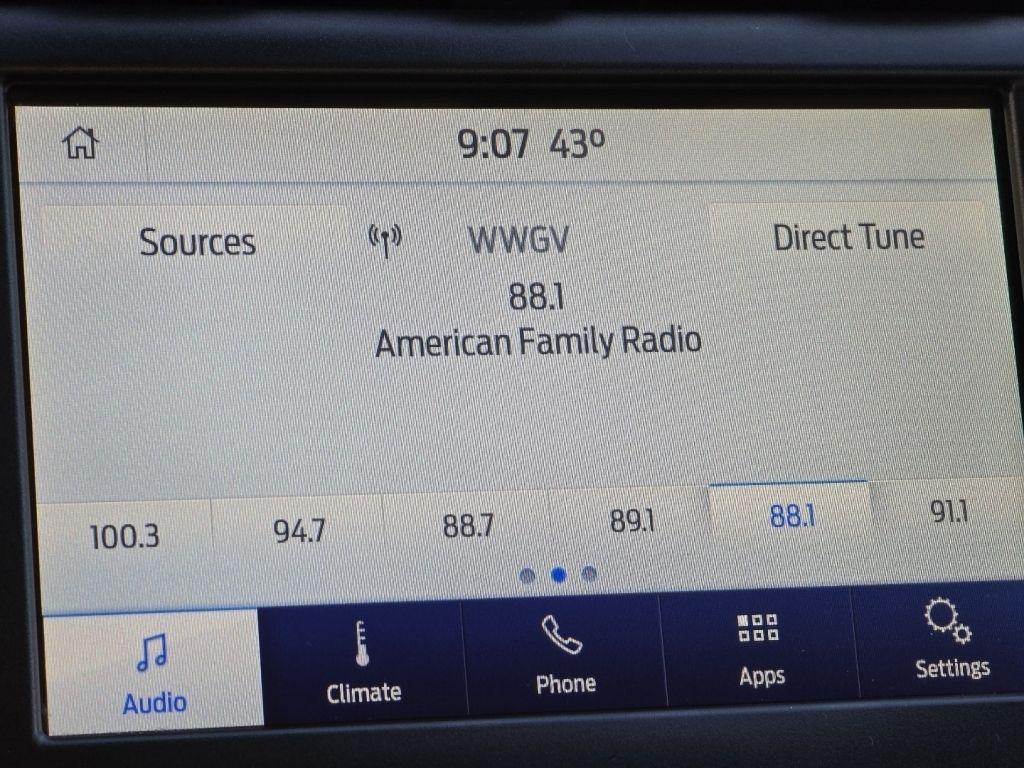 9:07 43º
Sources WWGV Direct Tune
88.1
American Family Radio
100.3 94.7 88.7 89.1 88.1 91.1
Audio Climate Phone Apps Settings